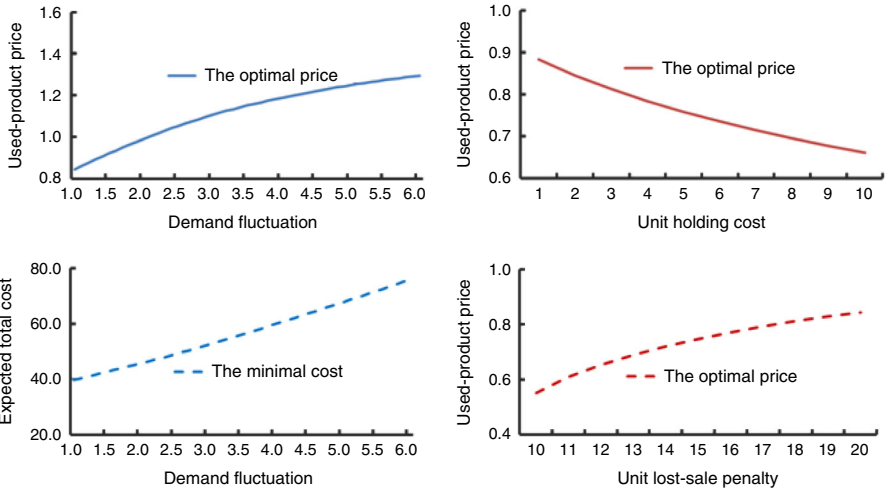 1.6
1.4
1.2
1.0
0.8
Used-product price
The optimal price
1.0 1.5 2.0 2.5 3.0 3.5 4.0 4.5 5.0 5.5 6.0
Demand fluctuation
1.0
0.9
0.8
0.7
0.6
Used-product price
The optimal price
1 2 3 4 5 6 7 8 9 10
Unit holding cost
80.0
60.0
40.0
20.0
Expected total cost
The minimal cost
1.0 1.5 2.0 2.5 3.0 3.5 4.0 4.5 5.0 5.5 6.0
Demand fluctuation
1.0
0.8
0.6
0.4
Used-product price
The optimal price
10 11 12 13 14 15 16 17 18 19 20
Unit lost-sale penalty